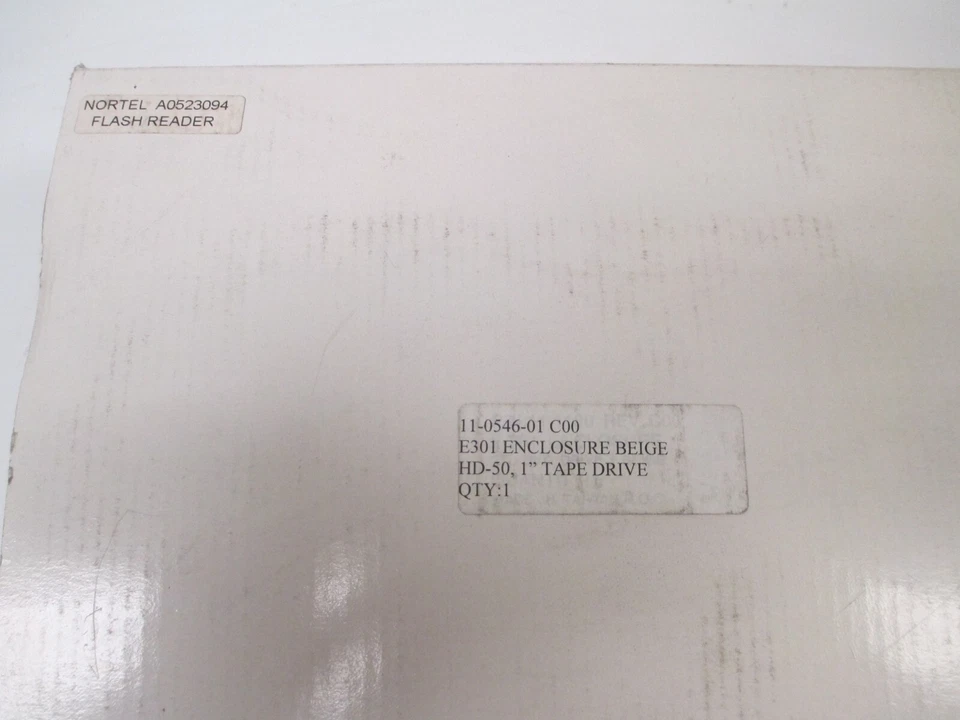 NORTEL A0523094
FLASH READER
11-0546-01 C00
E301 ENCLOSURE BEIGE
HD-50, 1” TAPE DRIVE
QTY:1